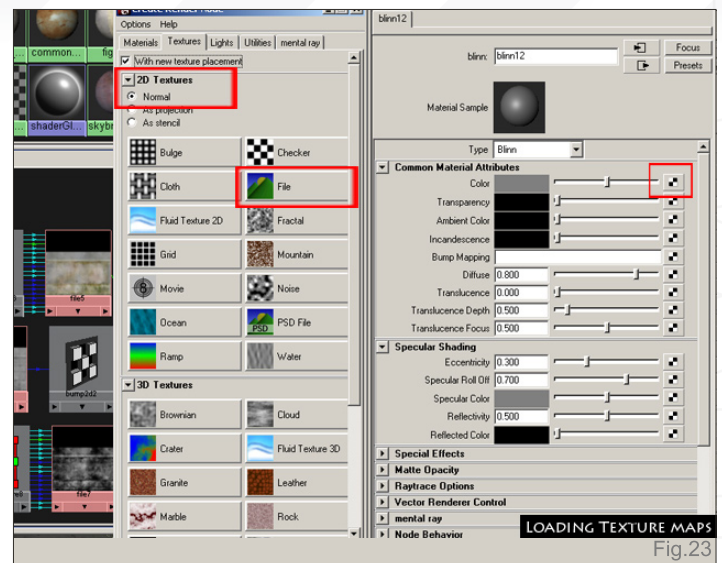 Create Render Node
Options Help
Materials Textures Lights Utilities mental ray
With new texture placement
2D Textures
Normal
As projection
As stencil
Bulge Checker
Cloth File
Fluid Texture 2D Fractal
Grid Mountain
Movie Noise
Ocean PSD File
PSD
Ramp Water
3D Textures
Brownian Cloud
Crater Fluid Texture 3D
Granite Leather
Marble Rock
common...
shaderGl...
file5
bump2d2
file7
blinn12
blinn: blinn12
Focus
Presets
Material Sample
Type Blinn
Common Material Attributes
Color
Transparency
Ambient Color
Incandescence
Bump Mapping
Diffuse 0.800
Translucence 0.000
Translucence Depth 0.500
Translucence Focus 0.500
Specular Shading
Eccentricity 0.300
Specular Roll Off 0.700
Specular Color
Reflectivity 0.500
Reflected Color
Special Effects
Matte Opacity
Raytrace Options
Vector Renderer Control
mental ray
Node Behavior
LOADING TEXTURE MAPS
Fig.23